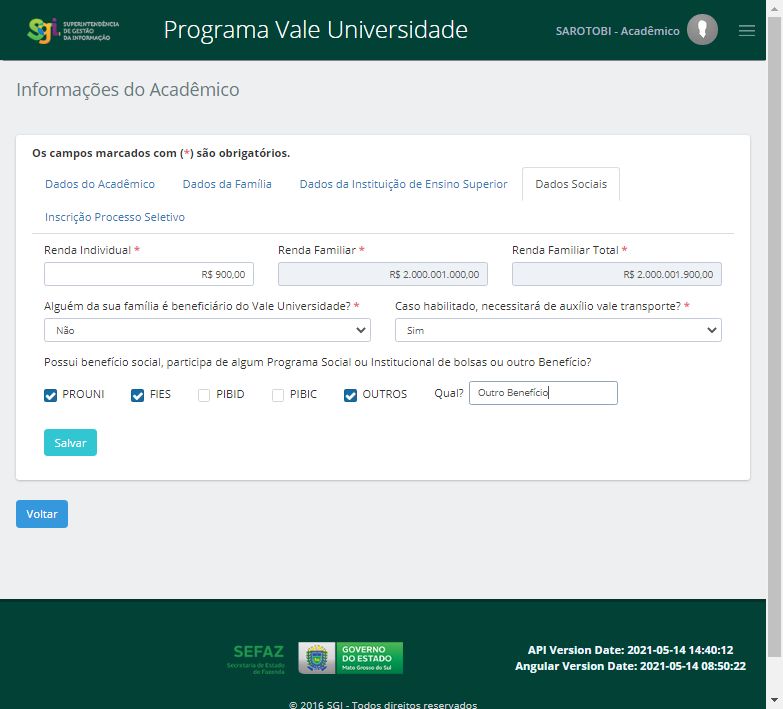 sgi. SUPERINTENDÊNCIA
DE GESTÃO
DA INFORMAÇÃO
Programa Vale Universidade
SAROTOBI - Acadêmico
Informações do Acadêmico
Os campos marcados com (*) são obrigatórios.
Dados do Acadêmico Dados da Família Dados da Instituição de Ensino Superior Dados Sociais
Inscrição Processo Seletivo
Renda Individual * Renda Familiar * Renda Familiar Total *
R$ 900,00 R$ 2.000.001.000,00 R$ 2.000.001.900,00
Alguém da sua família é beneficiário do Vale Universidade? * Caso habilitado, necessitará de auxílio vale transporte? *
Não Sim
Possui benefício social, participa de algum Programa Social ou Institucional de bolsas ou outro Benefício?
PROUNI FIES PIBID PIBIC OUTROS Qual? Outro Benefício
Salvar
Voltar
SEFAZ
Secretaria de Estado
de Fazenda
GOVERNO
DO ESTADO
Mato Grosso do Sul
API Version Date: 2021-05-14 14:40:12
Angular Version Date: 2021-05-14 08:50:22
© 2016 SGI - Todos direitos reservados